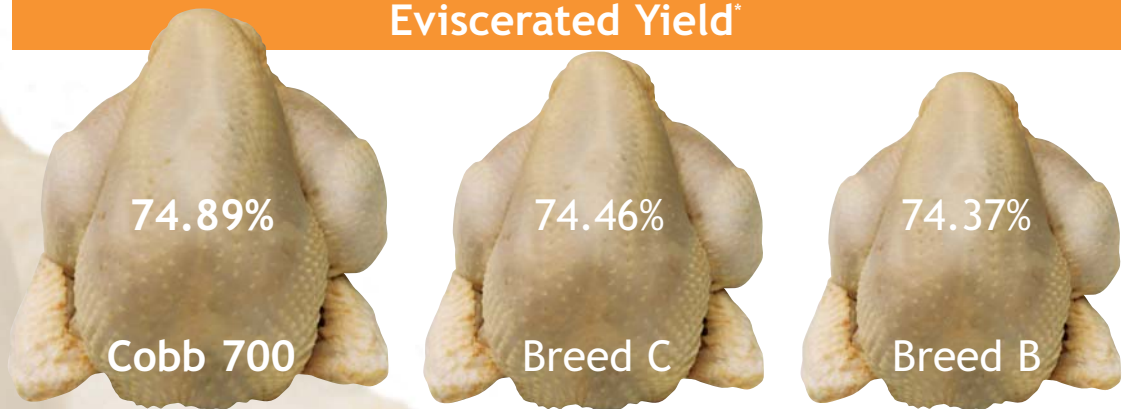 Eviscerated Yield*
74.89%
74.46%
74.37%
Cobb 700
Breed C
Breed B